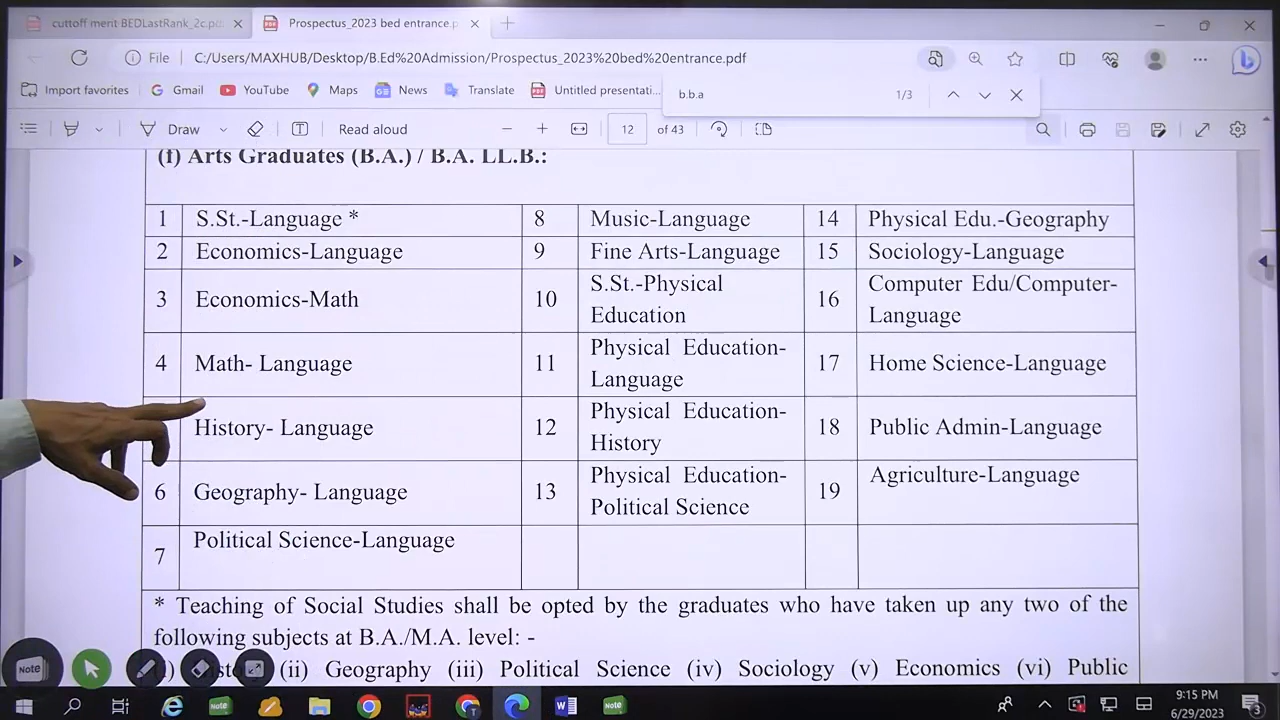 cuttoff merit BEDLastRank_2c.pd
Prospectus_2023 bed entrance.p
File
C:/Users/MAXHUB/Desktop/B.Ed%20Admission/Prospectus_2023%20bed%20entrance.pdf
Import favorites
Gmail
YouTube
Maps
News
Translate
Untitled presentati...
b.b.a
1/3
Draw
Read aloud
12
of 43
(f) Arts Graduates (B.A.) / B.A. LL.B.:
1 S.St.-Language * 8 Music-Language 14 Physical Edu.-Geography
2 Economics-Language 9 Fine Arts-Language 15 Sociology-Language
3 Economics-Math 10 S.St.-Physical Education 16 Computer Edu/Computer-Language
4 Math- Language 11 Physical Education-Language 17 Home Science-Language
History- Language 12 Physical Education-History 18 Public Admin-Language
6 Geography- Language 13 Physical Education-Political Science 19 Agriculture-Language
7 Political Science-Language
* Teaching of Social Studies shall be opted by the graduates who have taken up any two of the
following subjects at B.A./M.A. level: -
(ii) Geography (iii) Political Science (iv) Sociology (v) Economics (vi) Public
Note
Note
Note
9:15 PM
6/29/2023
3